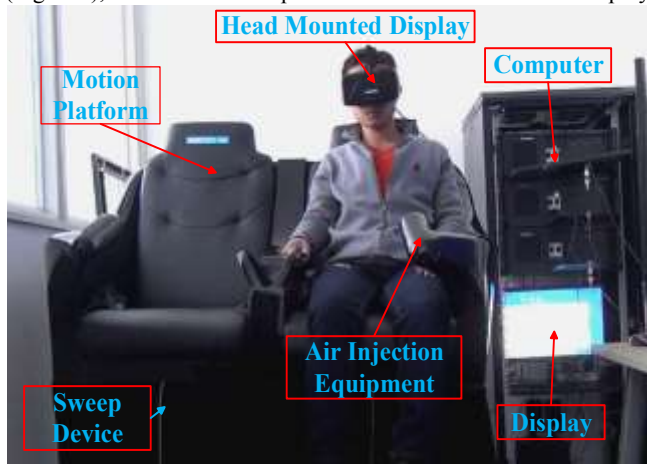 Head Mounted Display
Computer
Motion
Platform
Air Injection
Equipment
Sweep
Device
Display